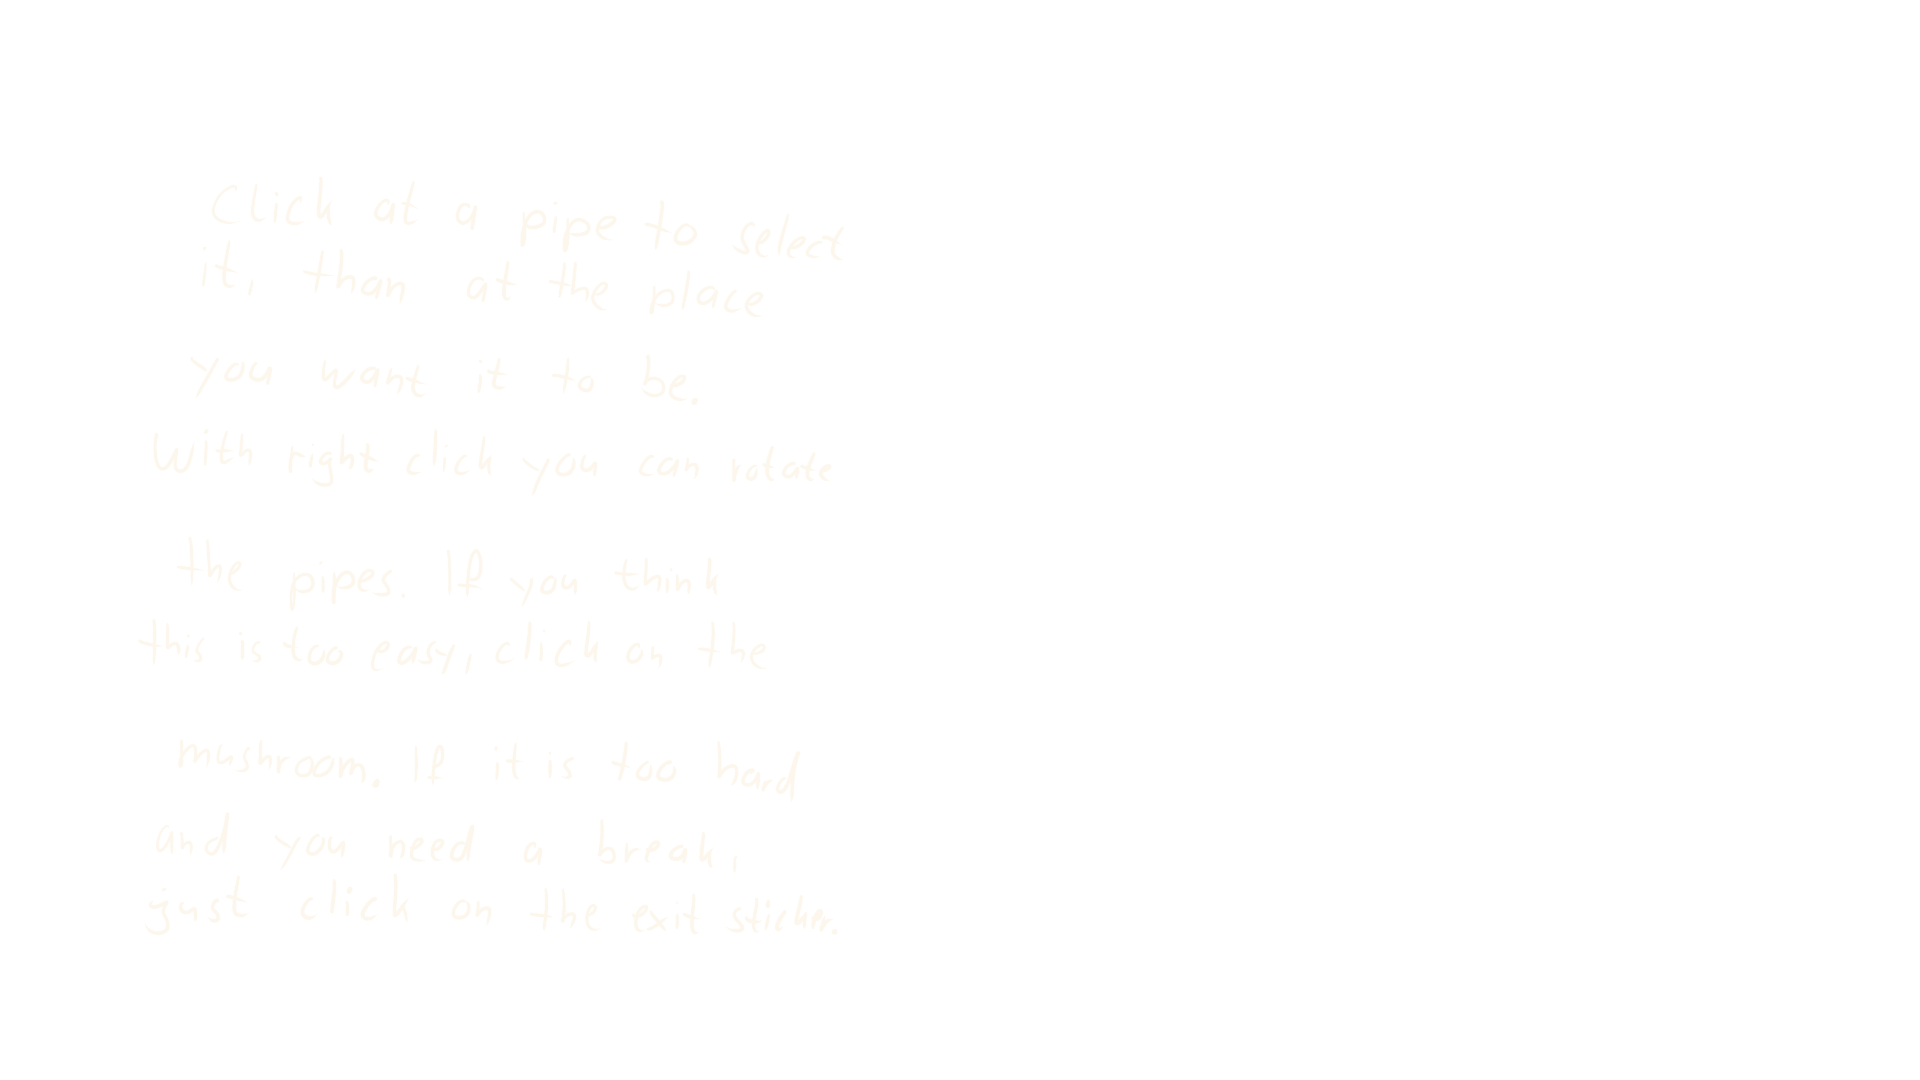 Click at a pipe to select
it, than at the place
you want it to be.
With right click you can rotate
the pipes. If you think
this is too easy, click on the
mushroom. If it is too hard
and you need a break,
just click on the exit sticker.